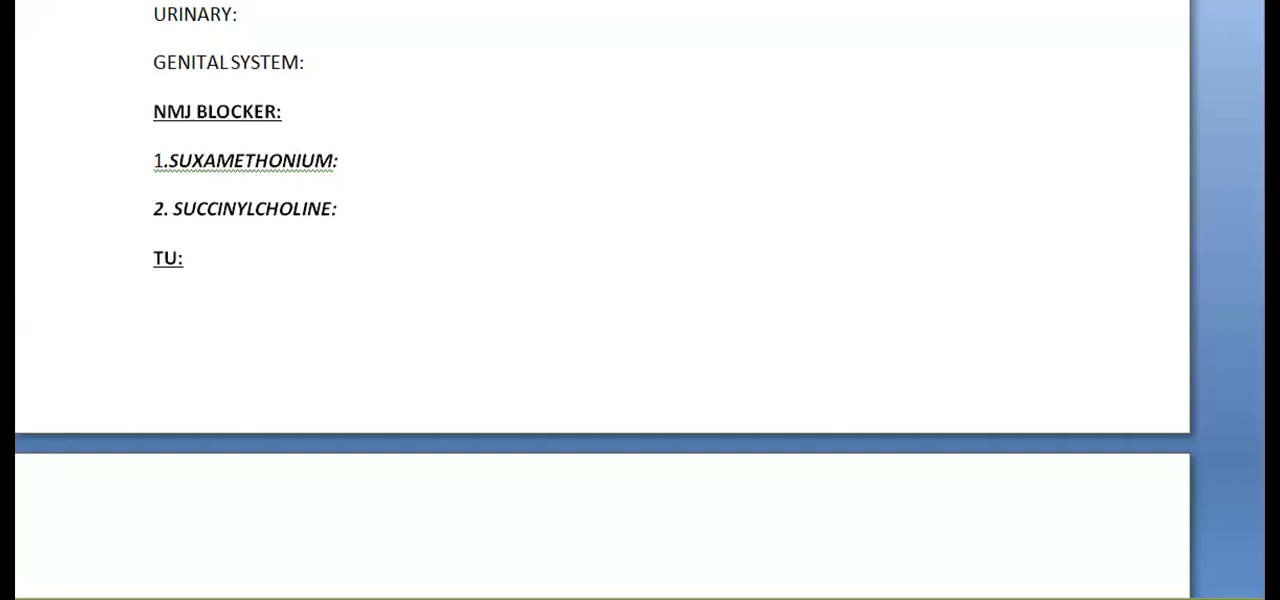 URINARY:
GENITAL SYSTEM:
NMJ BLOCKER:
1.SUXAMETHONIUM:
2. SUCCINYLCHOLINE:
TU: